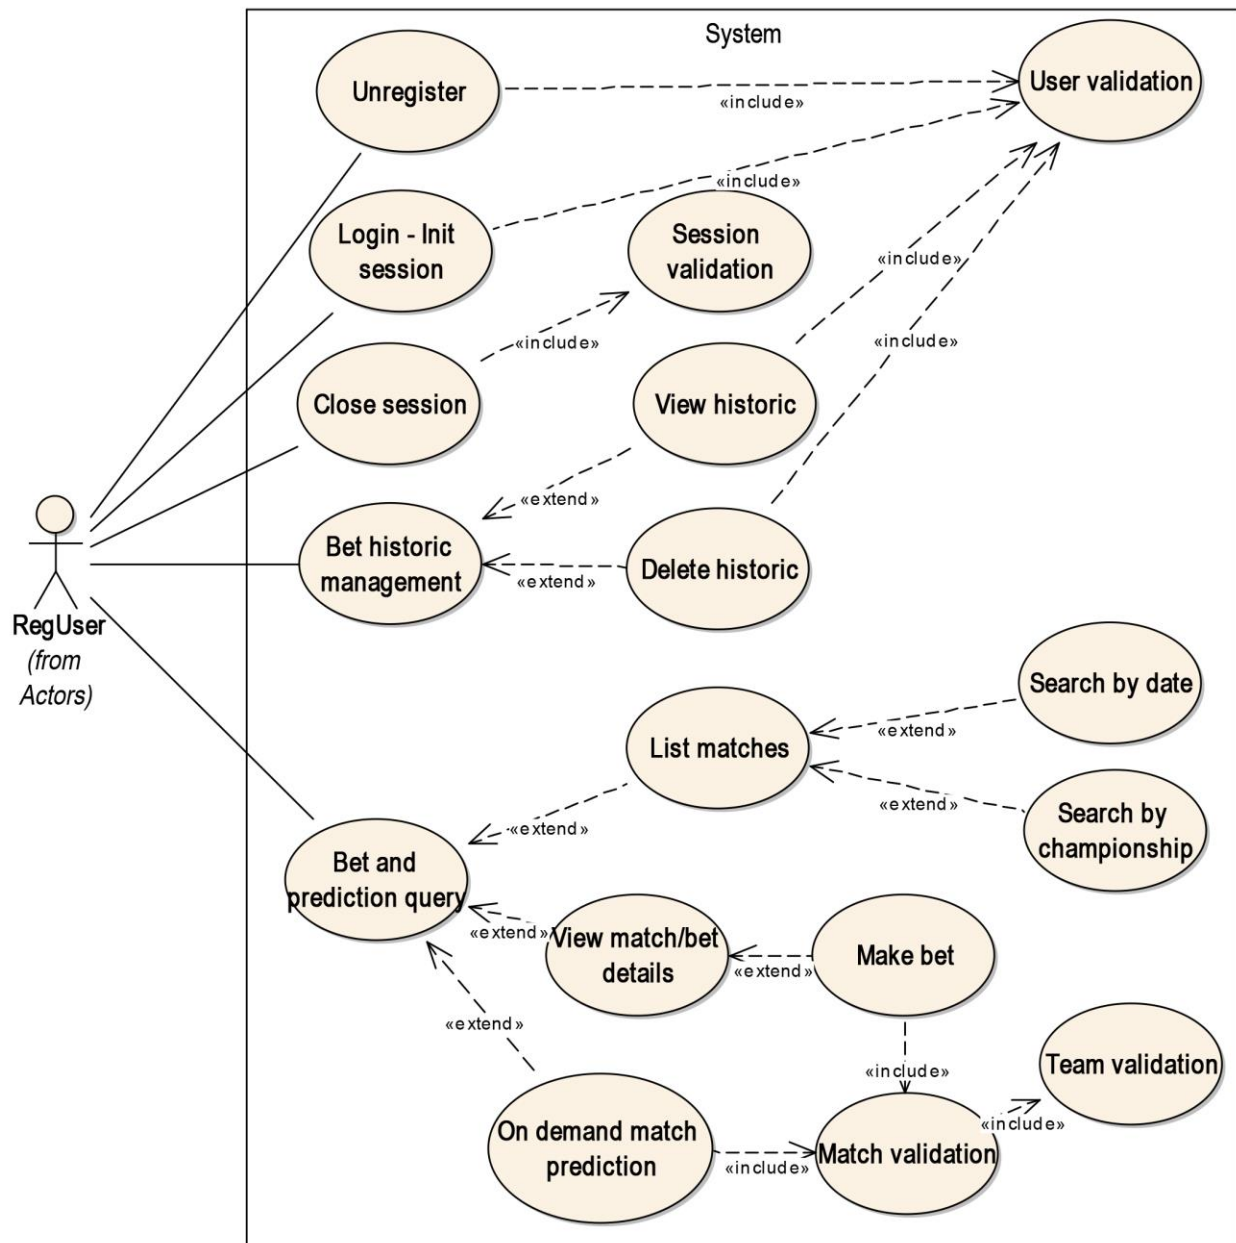 System
Unregister
«include»
User validation
Login - Init
session
«include»
Session
validation
«include»
Close session
«include»
View historic
«include»
RegUser
(from
Actors)
Bet historic
management
«extend»
«extend»
Delete historic
List matches
«extend»
Search by date
«extend»
Search by
championship
«extend»
Bet and
prediction query
«extend»
View match/bet
details
«extend»
Make bet
«extend»
On demand match
prediction
«include»
«include»
Match validation
«include»
Team validation